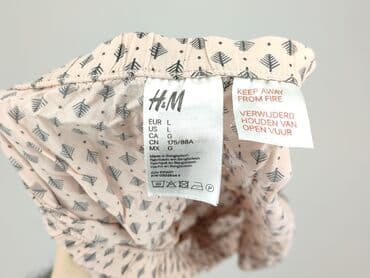 H&M
EUR L
US L
CA G
CN 175/88A
MX G
Made in Bangladesh
KEEP AWAY
FROM FIRE
VERWIJDERD
HOUDEN VAN
OPEN VUUR